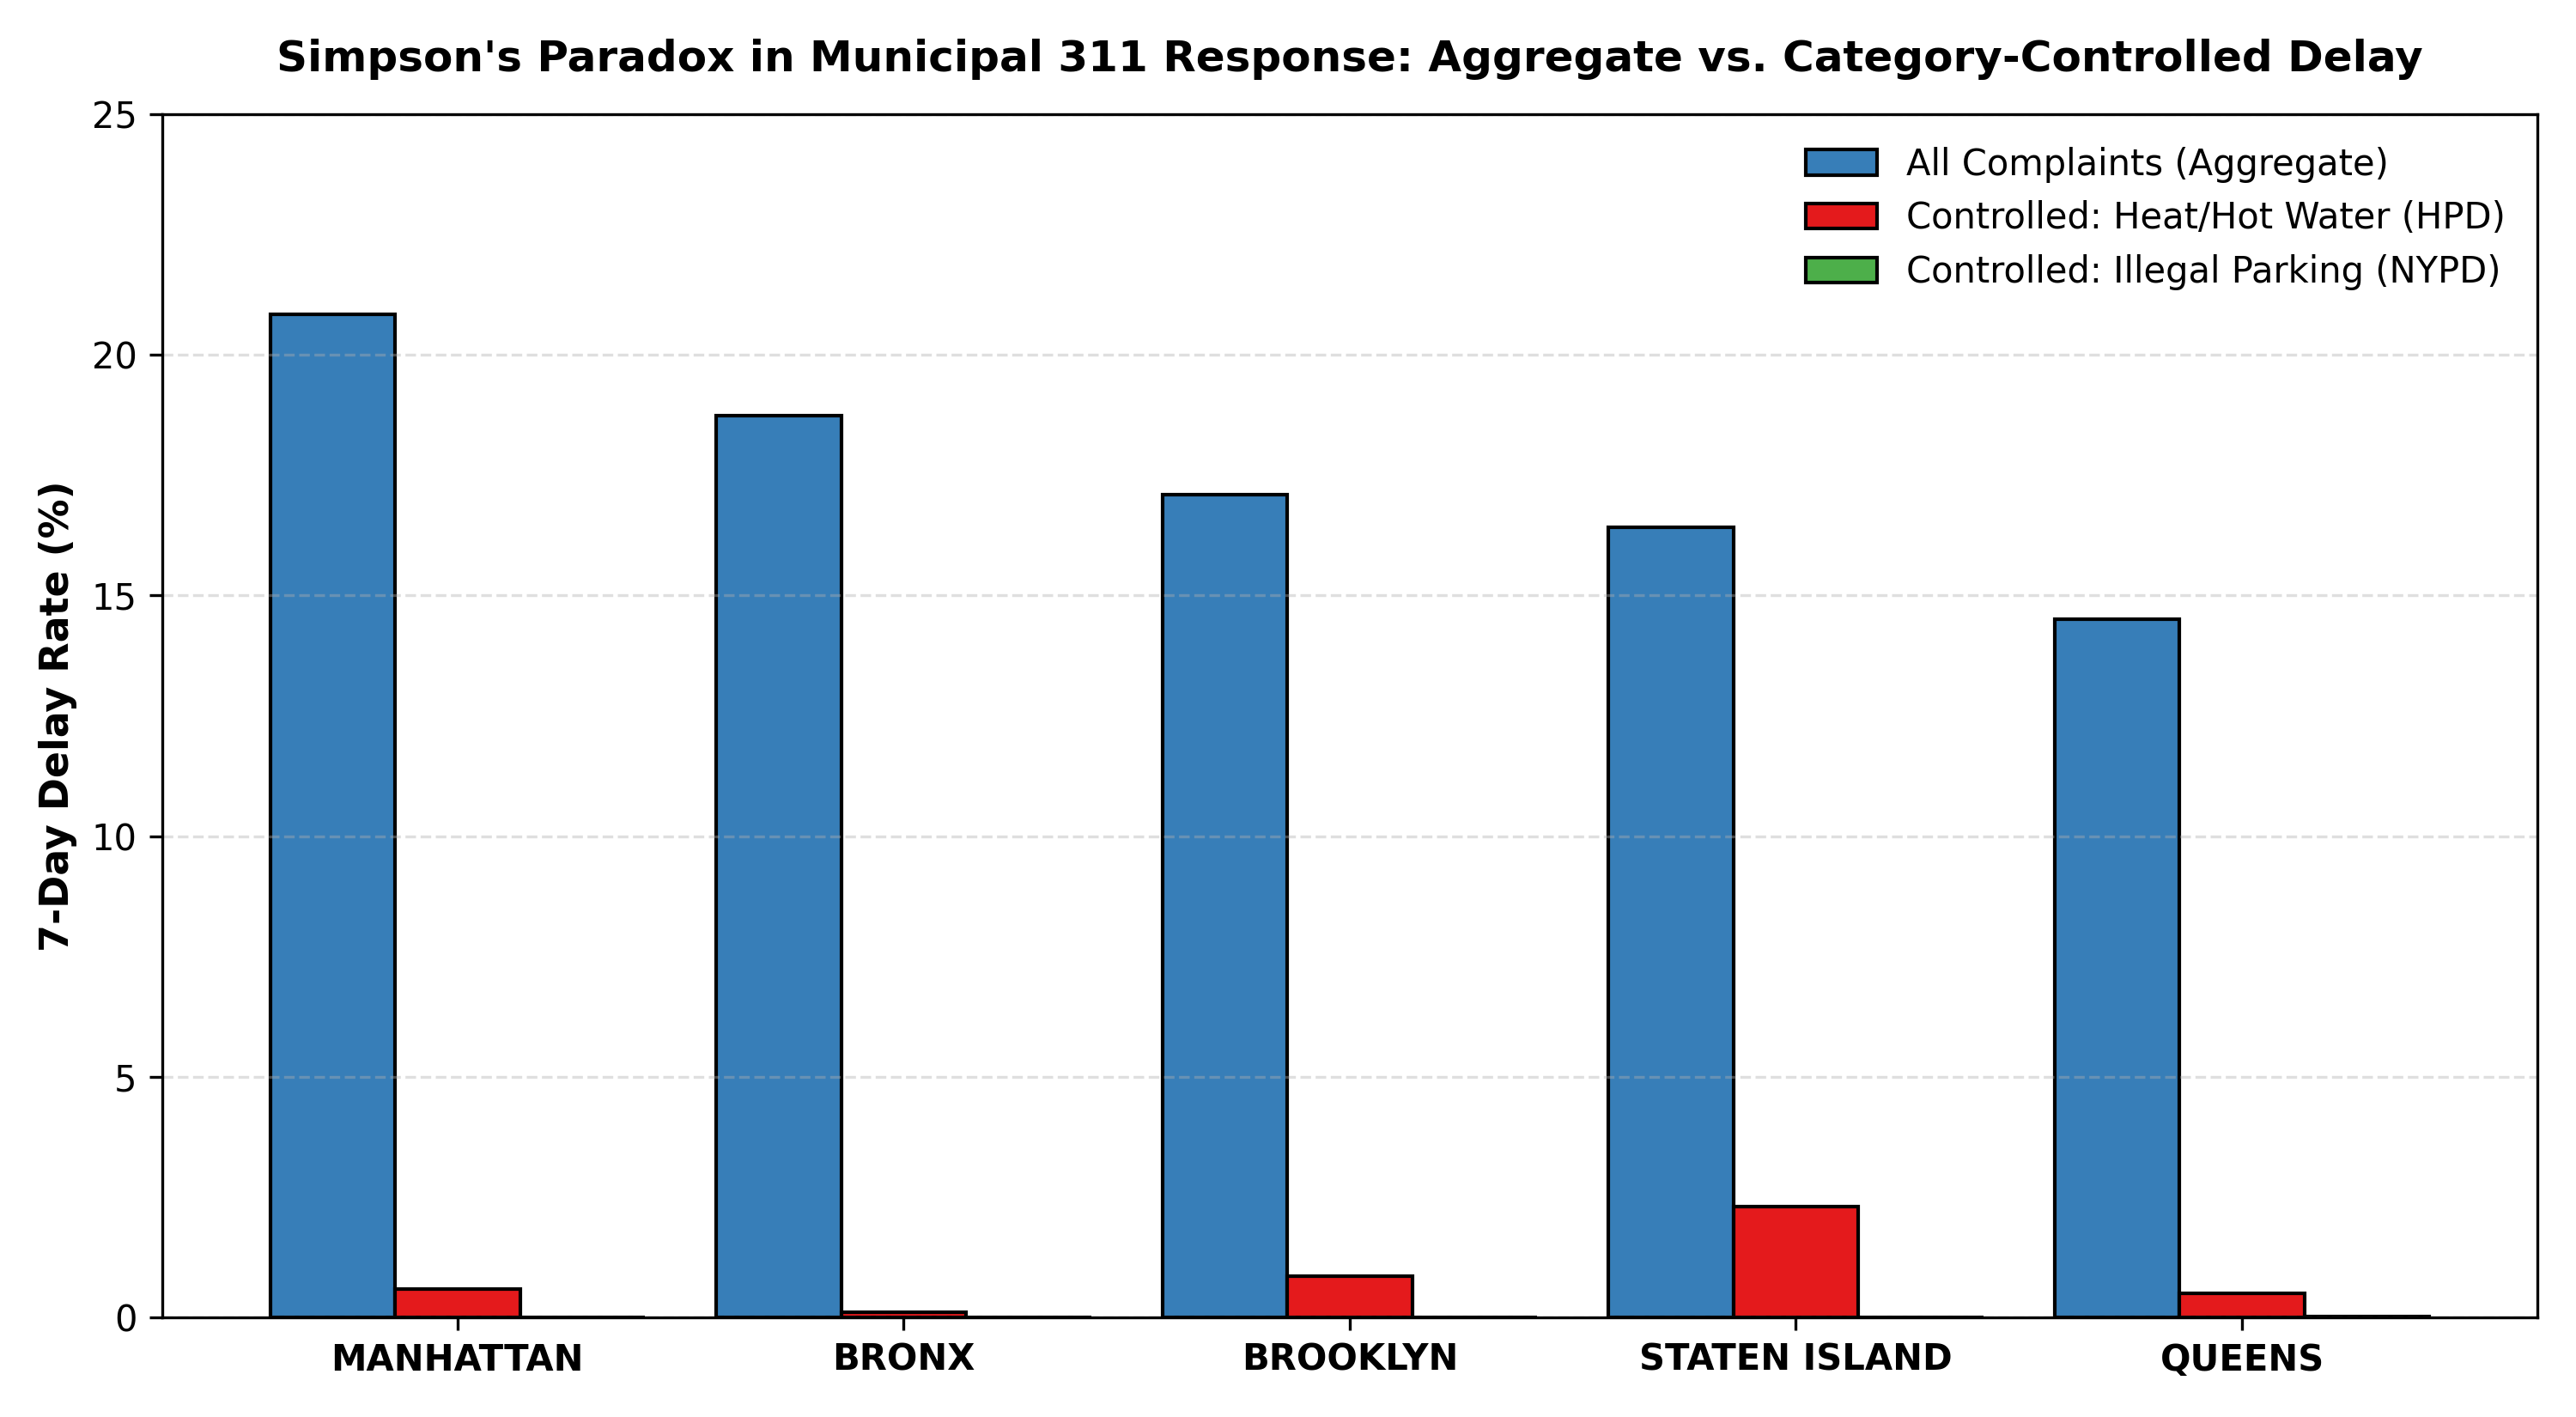 Simpson's Paradox in Municipal 311 Response: Aggregate vs. Category-Controlled Delay
25
20
15
10
5
0
7-Day Delay Rate (%)
All Complaints (Aggregate)
Controlled: Heat/Hot Water (HPD)
Controlled: Illegal Parking (NYPD)
MANHATTAN
BRONX
BROOKLYN
STATEN ISLAND
QUEENS